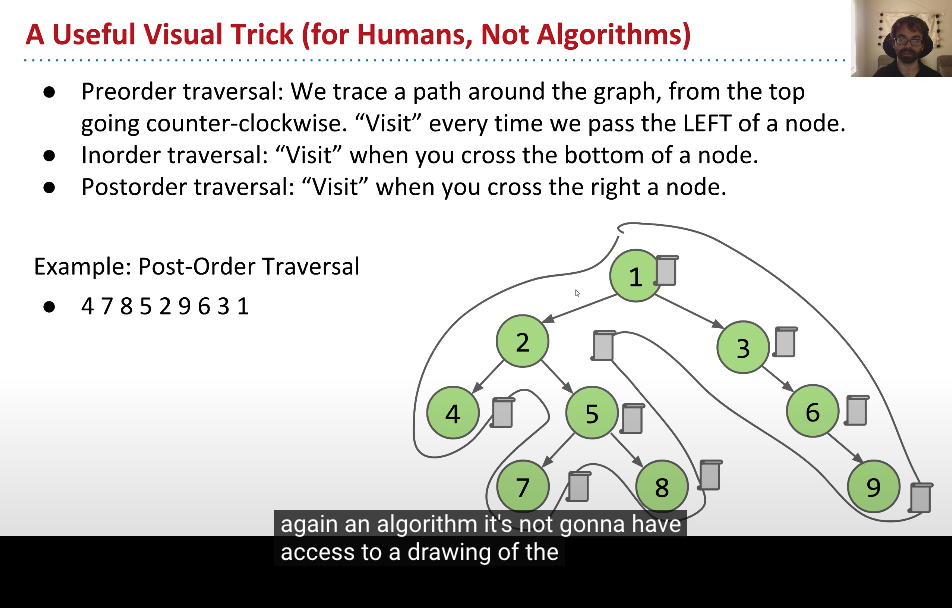 A Useful Visual Trick (for Humans, Not Algorithms)
● Preorder traversal: We trace a path around the graph, from the top
going counter-clockwise. “Visit” every time we pass the LEFT of a node.
● Inorder traversal: “Visit” when you cross the bottom of a node.
● Postorder traversal: “Visit” when you cross the right a node.
Example: Post-Order Traversal
● 4 7 8 5 2 9 6 3 1
1
2
3
4
5
6
7
8
9
again an algorithm it's not gonna have
access to a drawing of the